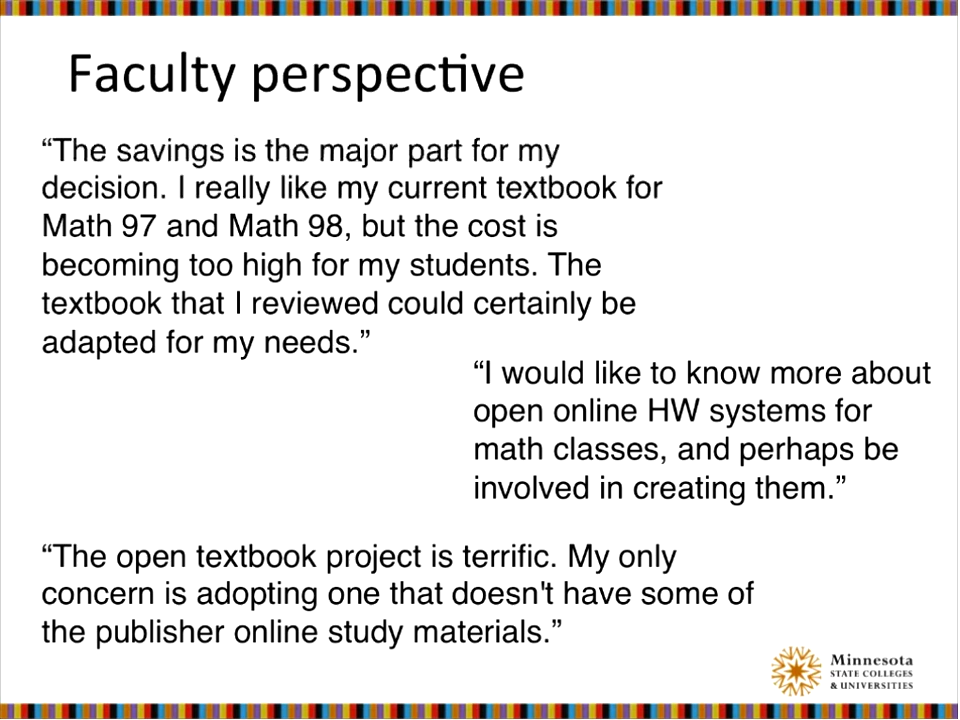 Faculty perspective
“The savings is the major part for my
decision. I really like my current textbook for
Math 97 and Math 98, but the cost is
becoming too high for my students. The
textbook that I reviewed could certainly be
adapted for my needs.”
“I would like to know more about
open online HW systems for
math classes, and perhaps be
involved in creating them.”
“The open textbook project is terrific. My only
concern is adopting one that doesn't have some of
the publisher online study materials.”
Minnesota
STATE COLLEGES
& UNIVERSITIES